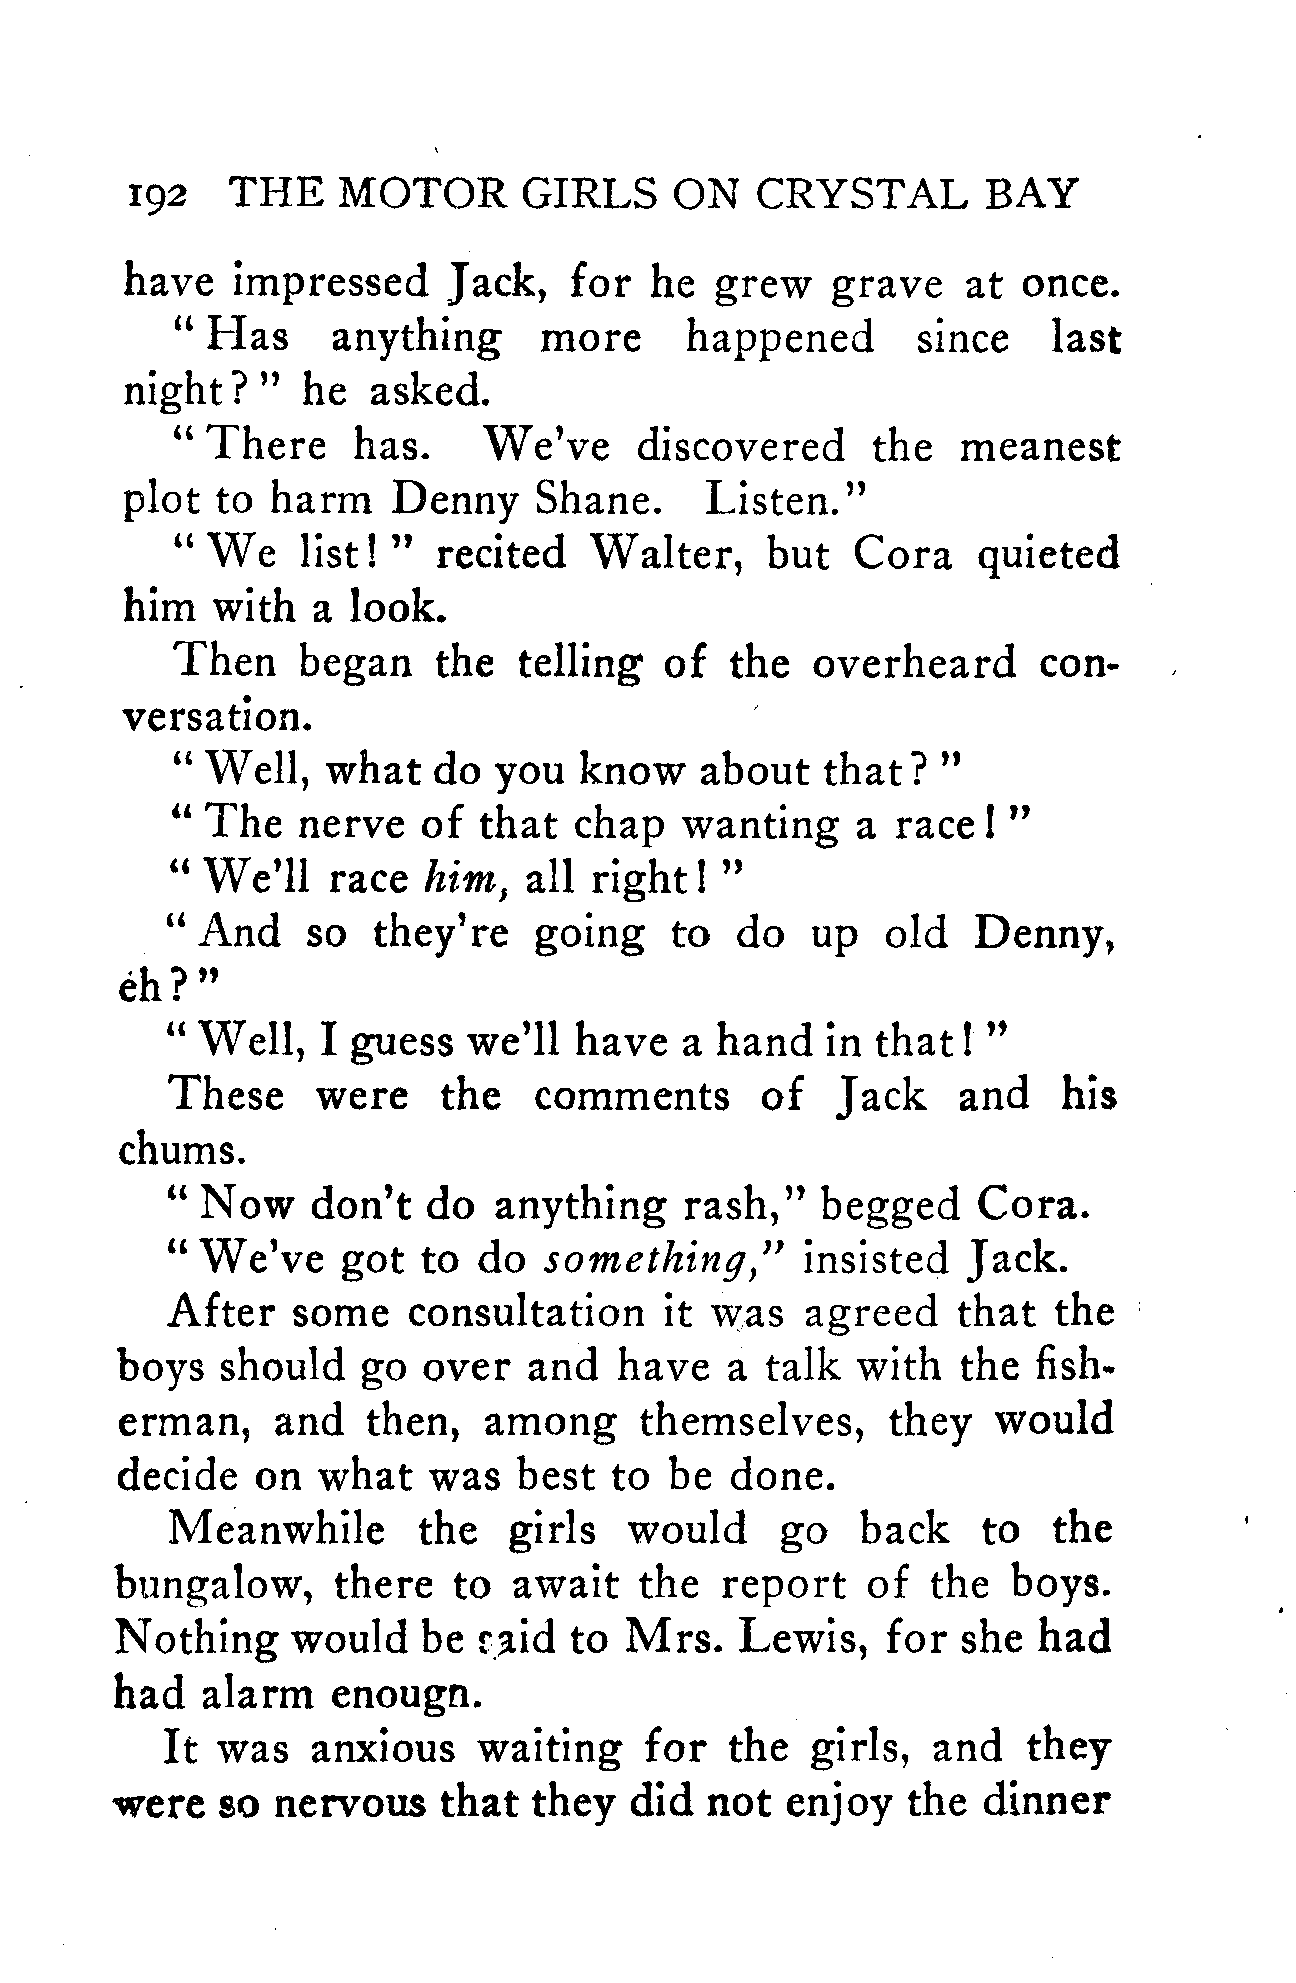 192 THE MOTOR GIRLS ON CRYSTAL BAY
have impressed Jack, for he grew grave at once.
“Has anything more happened since last
night?” he asked.
“There has. We've discovered the meanest
plot to harm Denny Shane. Listen.”
“We list!” recited Walter, but Cora quieted
him with a look.
Then began the telling of the overheard con-
versation.
“Well, what do you know about that?”
“The nerve of that chap wanting a race!”
“We'll race him, all right!”
“And so they're going to do up old Denny,
eh?”
“Well, I guess we'll have a hand in that!”
These were the comments of Jack and his
chums.
“Now don't do anything rash,” begged Cora.
“We've got to do something,” insisted Jack.
After some consultation it was agreed that the
boys should go over and have a talk with the fish-
erman, and then, among themselves, they would
decide on what was best to be done.
Meanwhile the girls would go back to the
bungalow, there to await the report of the boys.
Nothing would be said to Mrs. Lewis, for she had
had alarm enough.
It was anxious waiting for the girls, and they
were so nervous that they did not enjoy the dinner